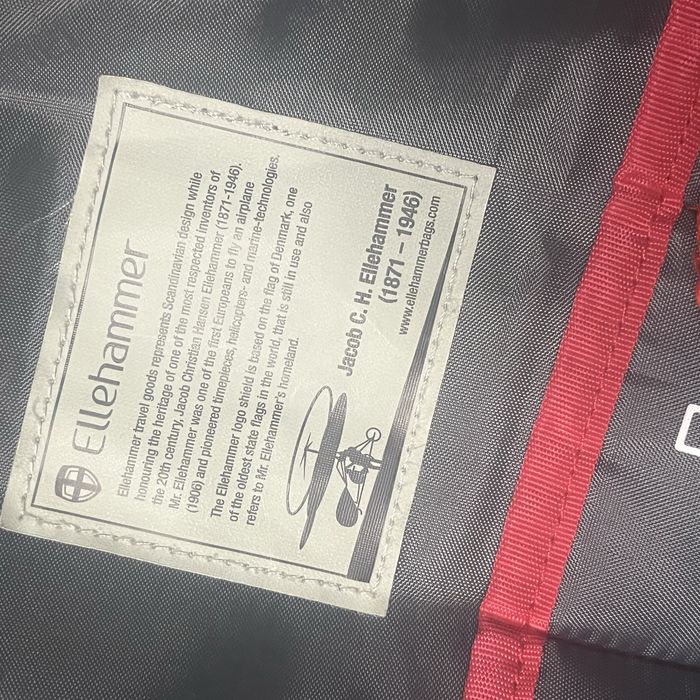 Ellehammer
Ellehammer travel goods represents Scandinavian design while
honouring the heritage of one of the most respected inventors of
the 20th century, Jacob Christian Hansen Ellehammer (1871-1946).
Mr. Ellehammer was one of the first Europeans to fly an airplane
(1906) and pioneered timepieces, helicopters- and marine-technologies.
The Ellehammer logo shield is based on the flag of Denmark, one
of the oldest state flags in the world, that is still in use and also
refers to Mr. Ellehammer's homeland.
Jacob C. H. Ellehammer
(1871 – 1946)
www.ellehammerbags.com